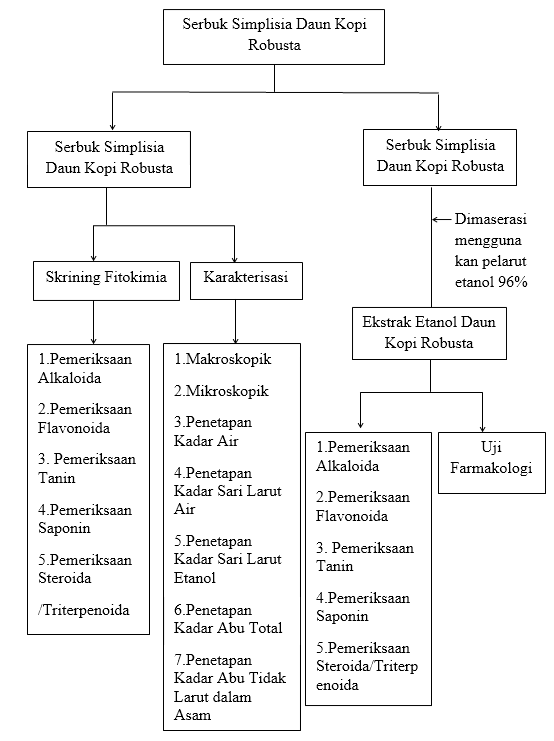 Serbuk Simplisia Daun Kopi
Robusta
Serbuk Simplisia
Daun Kopi Robusta
Serbuk Simplisia
Daun Kopi Robusta
Dimaserasi
mengguna
kan pelarut
etanol 96%
Skrining Fitokimia
Karakterisasi
Ekstrak Etanol Daun
Kopi Robusta
1.Pemeriksaan
Alkaloida
2.Pemeriksaan
Flavonoida
3. Pemeriksaan
Tanin
4.Pemeriksaan
Saponin
5.Pemeriksaan
Steroida
/Triterpenoida
1.Makroskopik
2.Mikroskopik
3.Penetapan
Kadar Air
4.Penetapan
Kadar Sari Larut
Air
5.Penetapan
Kadar Sari Larut
Etanol
6.Penetapan
Kadar Abu Total
7.Penetapan
Kadar Abu Tidak
Larut dalam
Asam
1.Pemeriksaan
Alkaloida
2.Pemeriksaan
Flavonoida
3. Pemeriksaan
Tanin
4.Pemeriksaan
Saponin
5.Pemeriksaan
Steroida/Triterp
enoida
Uji
Farmakologi